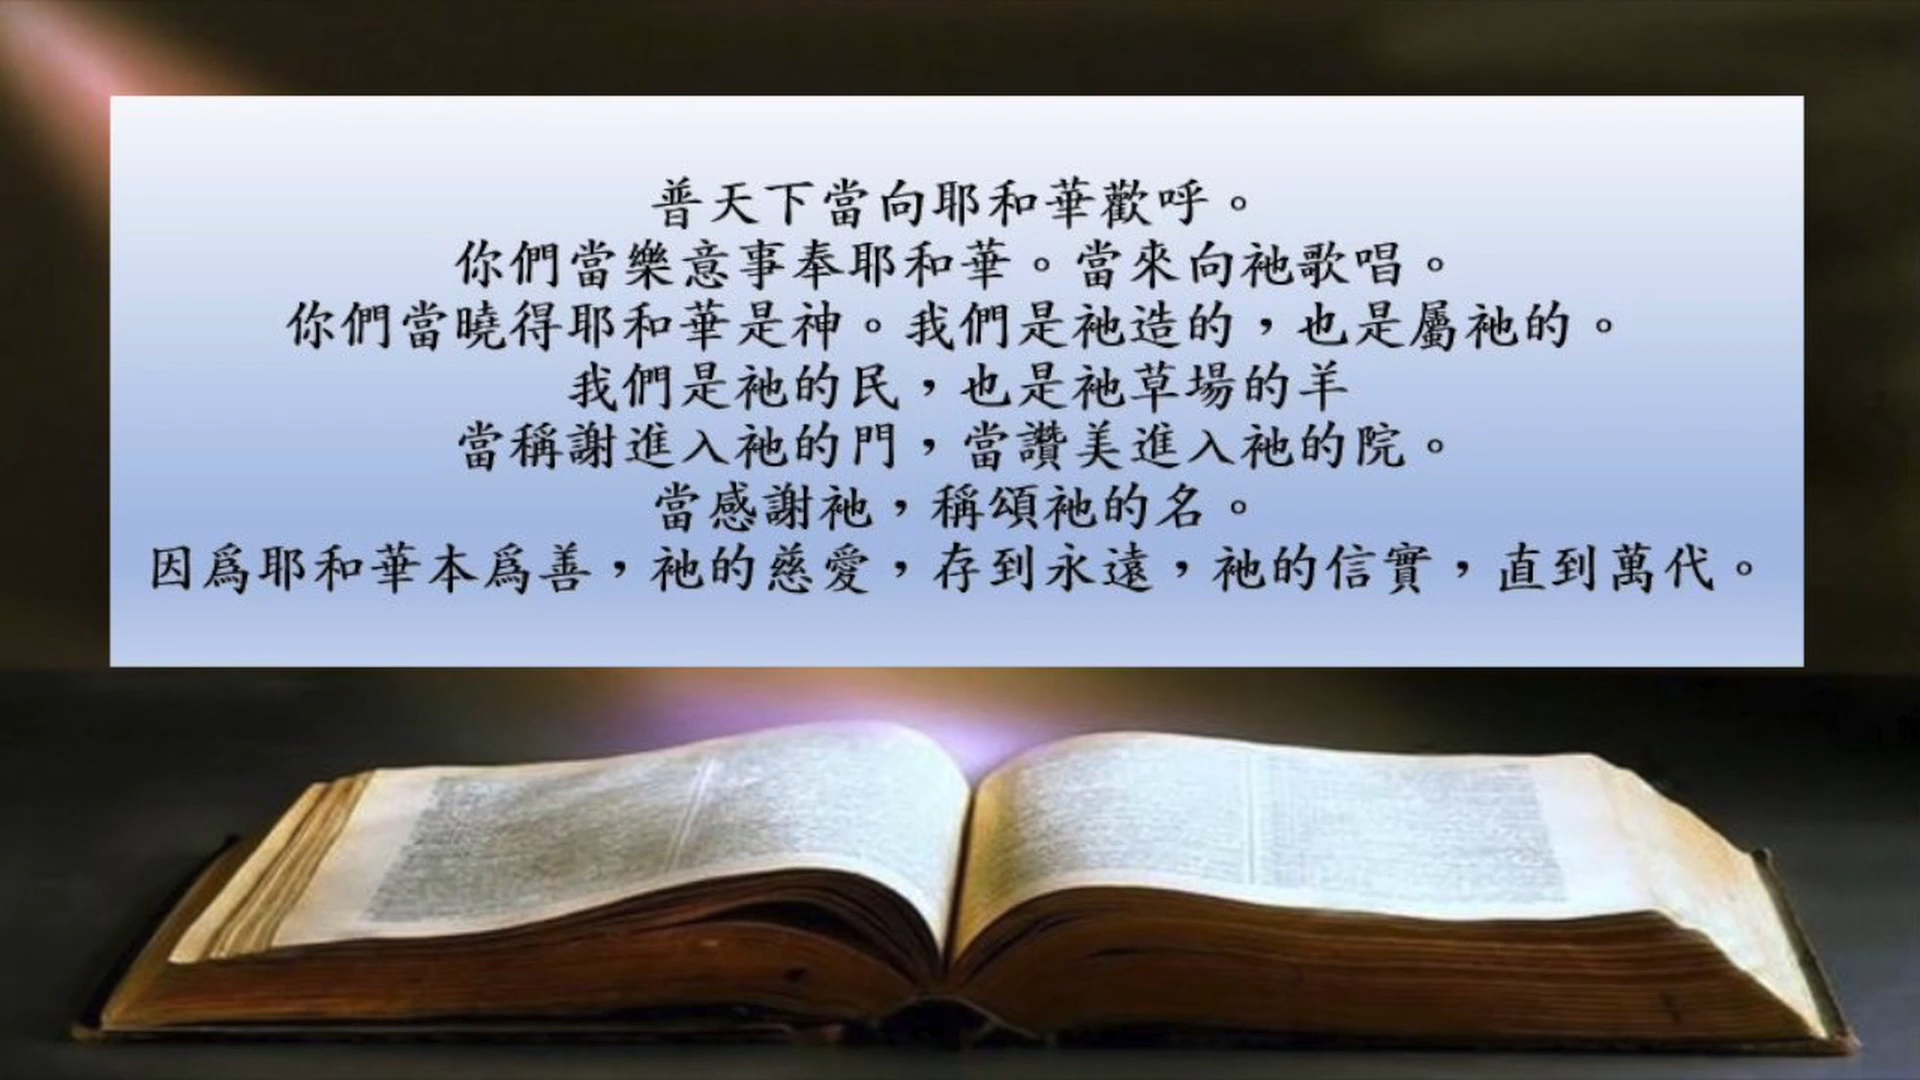 普天下當向耶和華歡呼。
你們當樂意事奉耶和華。當來向祂歌唱。
你們當曉得耶和華是神。我們是祂造的，也是屬祂的。
我們是祂的民，也是祂草場的羊
當稱謝進入祂的門，當讚美進入祂的院。
當感謝祂，稱頌祂的名。
因爲耶和華本爲善，祂的慈愛，存到永遠，祂的信實，直到萬代。